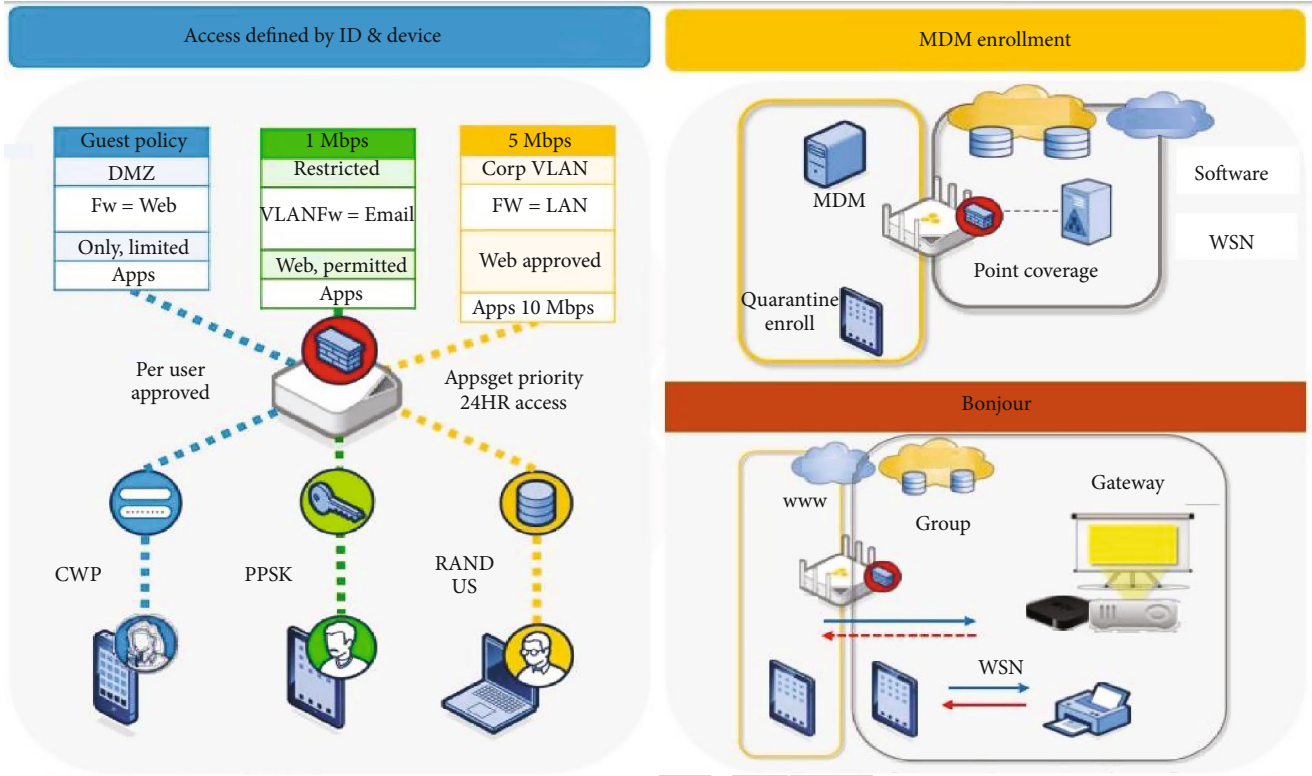 Access defined by ID & device
Guest policy
DMZ
Fw = Web
Only, limited
Apps
1 Mbps
Restricted
VLANFw = Email
Web, permitted
Apps
5 Mbps
Corp VLAN
FW = LAN
Web approved
Apps 10 Mbps
Per user
approved
Appsget priority
24HR access
CWP
PPSK
RAND
US
MDM enrollment
MDM
Quarantine
enroll
Point coverage
Software
WSN
Bonjour
www
Group
Gateway
WSN